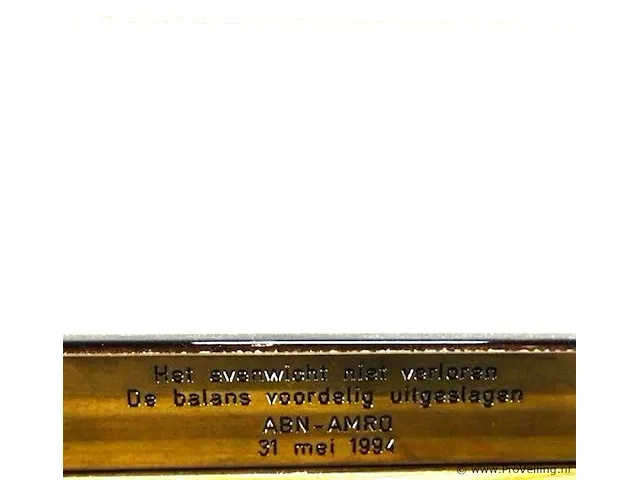 Het evenwicht niet verloren
De balans voordelig uitgeslagen
ABN-AMRO
31 mei 1994
© www.ProVeiling.nl